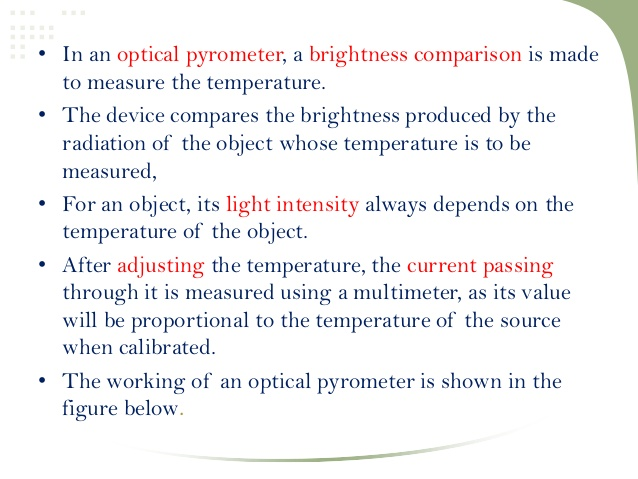 • In an optical pyrometer, a brightness comparison is made
to measure the temperature.
• The device compares the brightness produced by the
radiation of the object whose temperature is to be
measured,
• For an object, its light intensity always depends on the
temperature of the object.
• After adjusting the temperature, the current passing
through it is measured using a multimeter, as its value
will be proportional to the temperature of the source
when calibrated.
• The working of an optical pyrometer is shown in the
figure below.